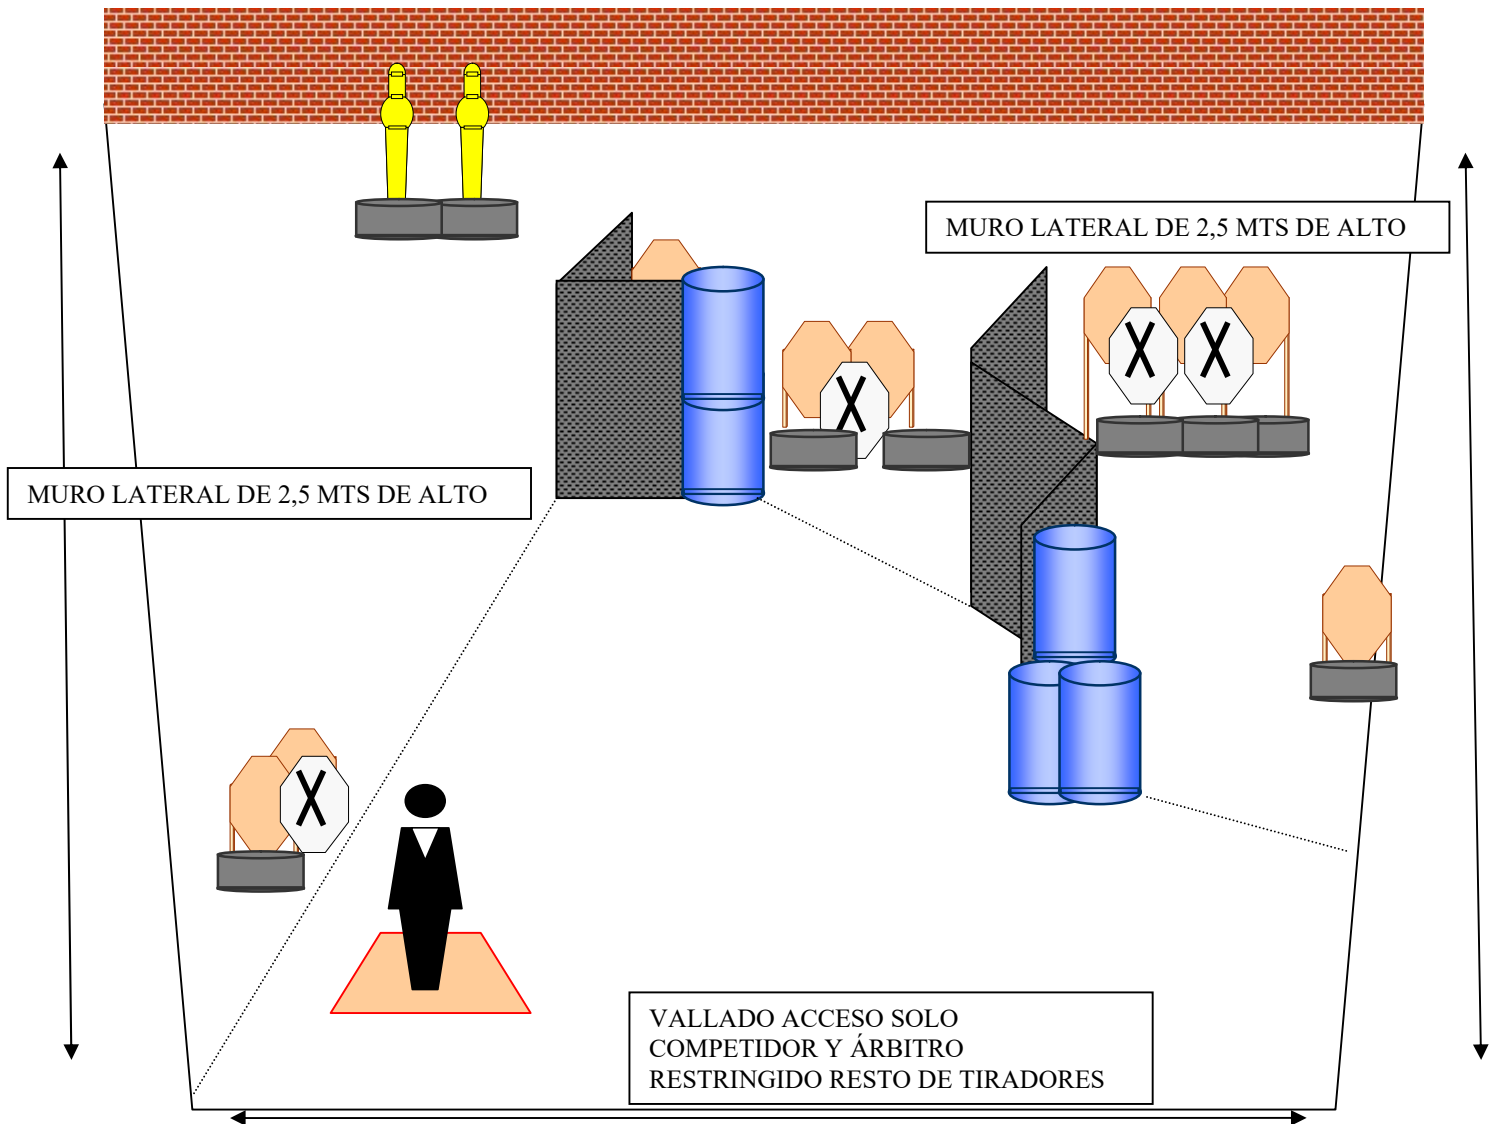 MURO LATERAL DE 2,5 MTS DE ALTO
MURO LATERAL DE 2,5 MTS DE ALTO
VALLADO ACCESO SOLO
COMPETIDOR Y ÁRBITRO
RESTRINGIDO RESTO DE TIRADORES